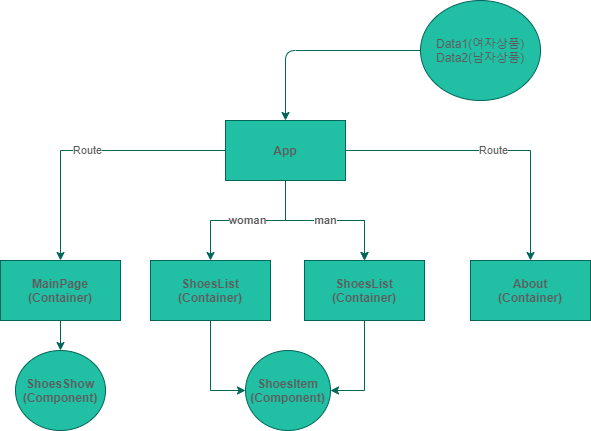 Data1(여자상품)
Data2(남자상품)
App
Route
Route
woman
man
MainPage
(Container)
ShoesList
(Container)
ShoesList
(Container)
About
(Container)
ShoesShow
(Component)
ShoesItem
(Component)